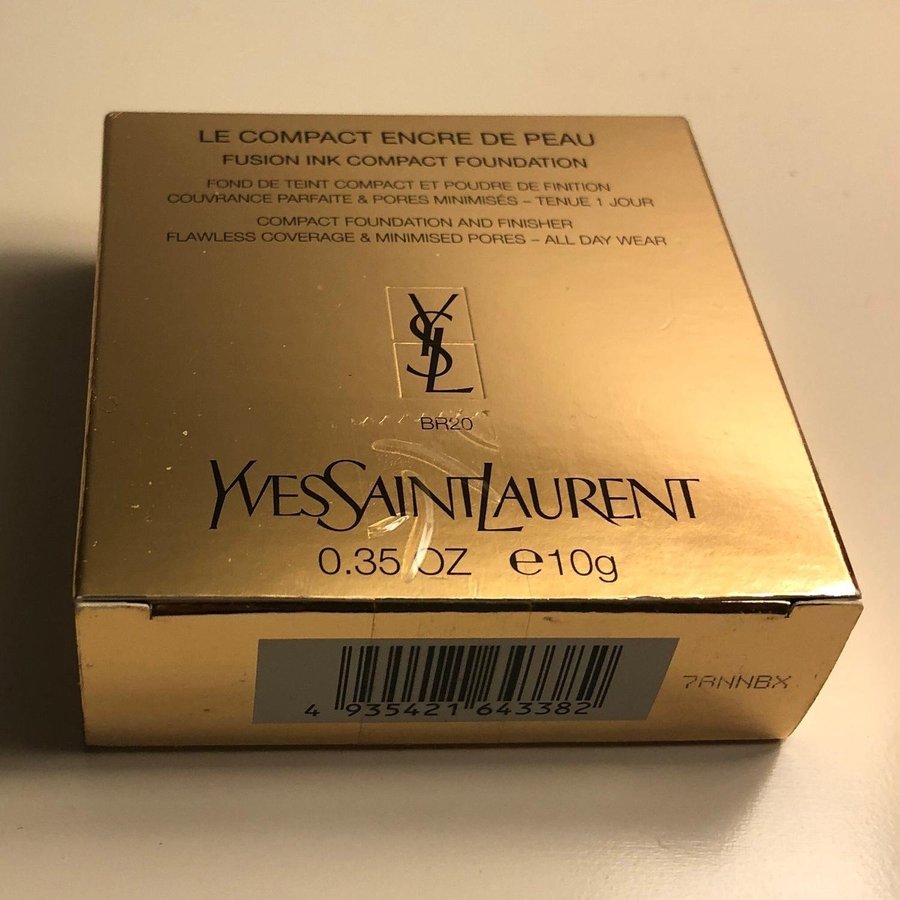 LE COMPACT ENCRE DE PEAU
FUSION INK COMPACT FOUNDATION
FOND DE TEINT COMPACT ET POUDRE DE FINITION
COUVRANCE PARFAITE & PORES MINIMISÉS – TENUE 1 JOUR
COMPACT FOUNDATION AND FINISHER
FLAWLESS COVERAGE & MINIMISED PORES – ALL DAY WEAR
YSL
BR20
YVESSAINTLAURENT
0.35 OZ ℮10g
4 935421 643382